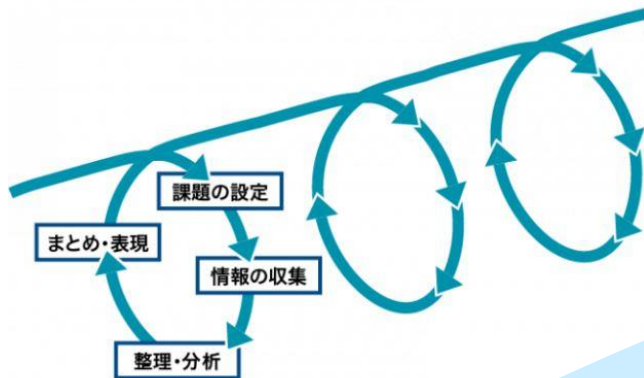 課題の設定
情報の収集
整理・分析
まとめ・表現